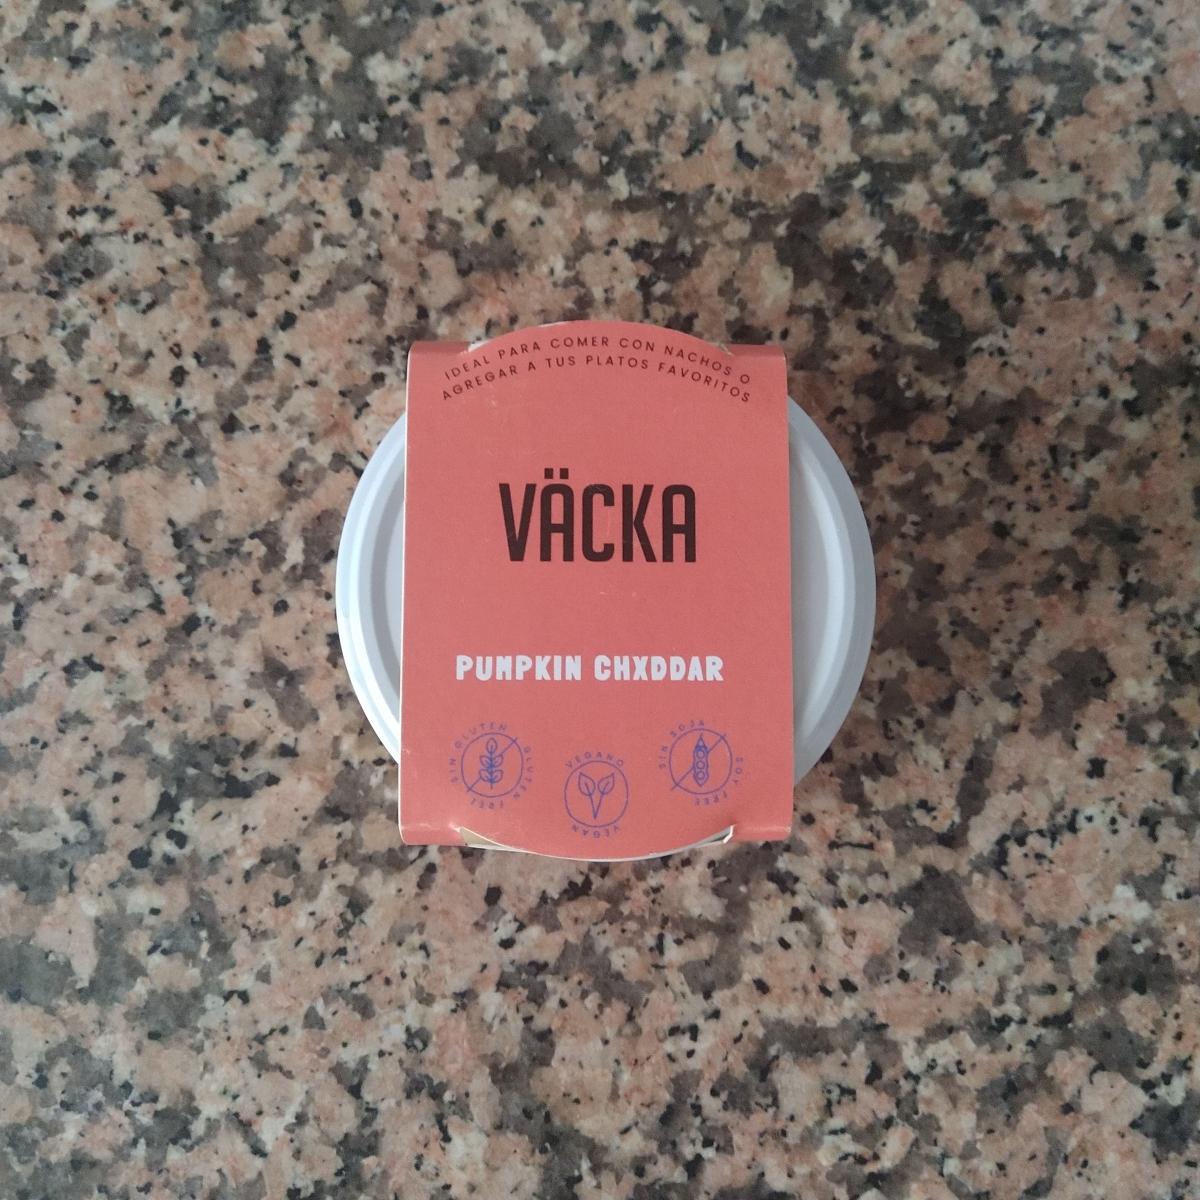 IDEAL PARA COMER CON NACHOS O
AGREGAR A TUS PLATOS FAVORITOS
VÄCKA
PUMPKIN CHXDDAR
SIN GLUTEN GLUTEN FREE
VEGANO VEGAN
SIN SOJA SOY FREE